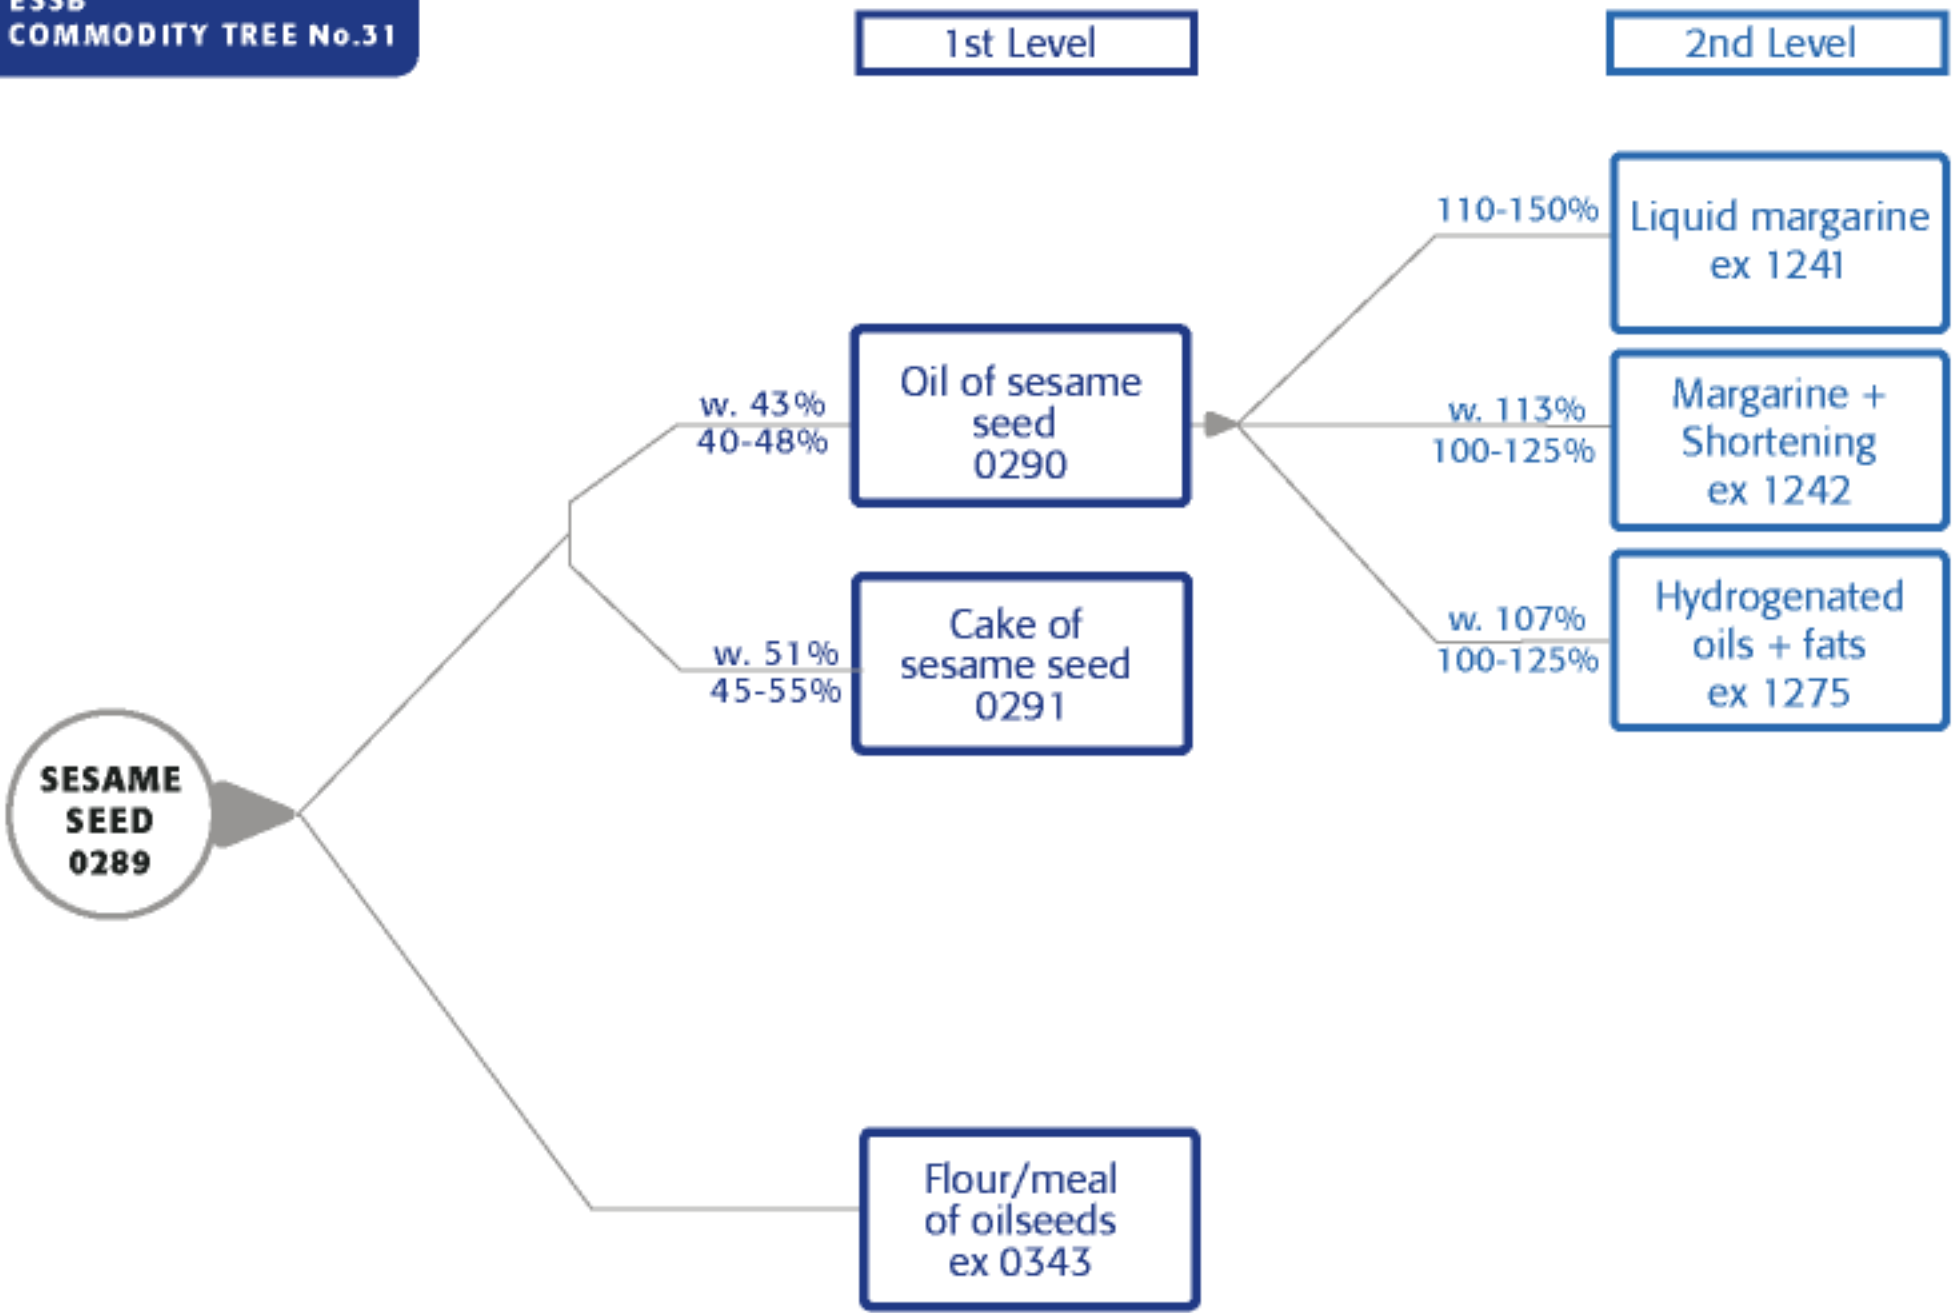 ESSB
COMMODITY TREE No.31
1st Level
2nd Level
110-150%
Liquid margarine
ex 1241
w. 43%
40-48%
Oil of sesame
seed
0290
w. 113%
100-125%
Margarine +
Shortening
ex 1242
w. 51%
45-55%
Cake of
sesame seed
0291
w. 107%
100-125%
Hydrogenated
oils + fats
ex 1275
SESAME
SEED
0289
Flour/meal
of oilseeds
ex 0343